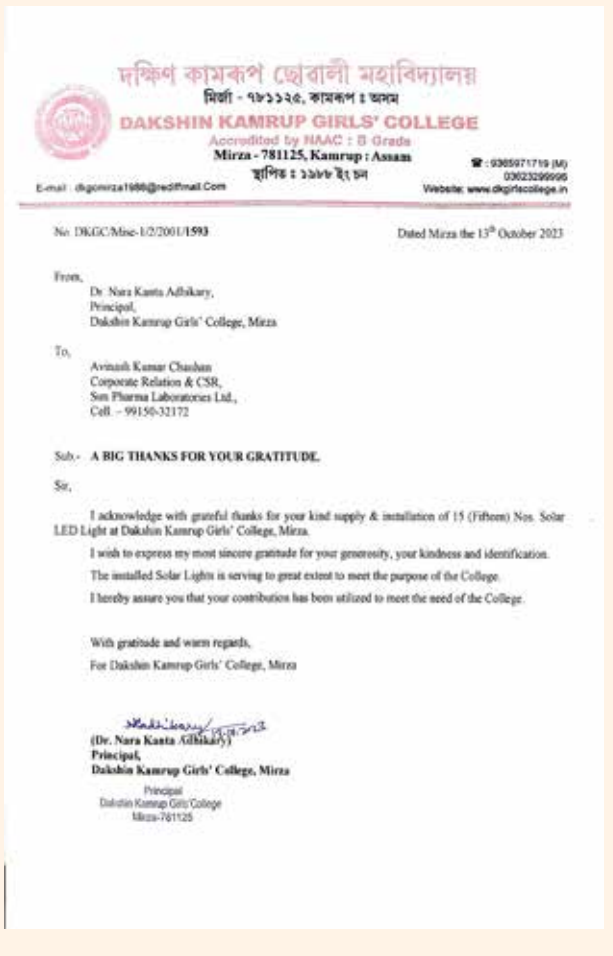 দক্ষিণ কামৰূপ ছোৱালী মহাবিদ্যালয়
মিৰ্জা - ৭৮১১২৫, কামৰূপ ঃ অসম
DAKSHIN KAMRUP GIRLS' COLLEGE
Accredited by NAAC : B Grade
Mirza - 781125, Kamrup : Assam
স্থাপিত ঃ ১৯৮৮ ইং চন
☎ : 9365971719 (M)
03623299995
E-mail : dkgcmirza1988@rediffmail.Com
Website: www.dkgirlscollege.in
No. DKGC/Misc-1/2/2001/1593
Dated Mirza the 13th October 2023
From,
Dr. Nara Kanta Adhikary,
Principal,
Dakshin Kamrup Girls' College, Mirza
To,
Avinash Kumar Chauhan
Corporate Relation & CSR,
Sun Pharma Laboratories Ltd.,
Cell. – 99150-32172
Sub:- A BIG THANKS FOR YOUR GRATITUDE.
Sir,
I acknowledge with grateful thanks for your kind supply & installation of 15 (Fifteen) Nos. Solar
LED Light at Dakshin Kamrup Girls' College, Mirza.
I wish to express my most sincere gratitude for your generosity, your kindness and identification.
The installed Solar Lights is serving to great extent to meet the purpose of the College.
I hereby assure you that your contribution has been utilized to meet the need of the College.
With gratitude and warm regards,
For Dakshin Kamrup Girls' College, Mirza
(Dr. Nara Kanta Adhikary)
Principal,
Dakshin Kamrup Girls' College, Mirza
Principal
Dakshin Kamrup Girls' College
Mirza-781125